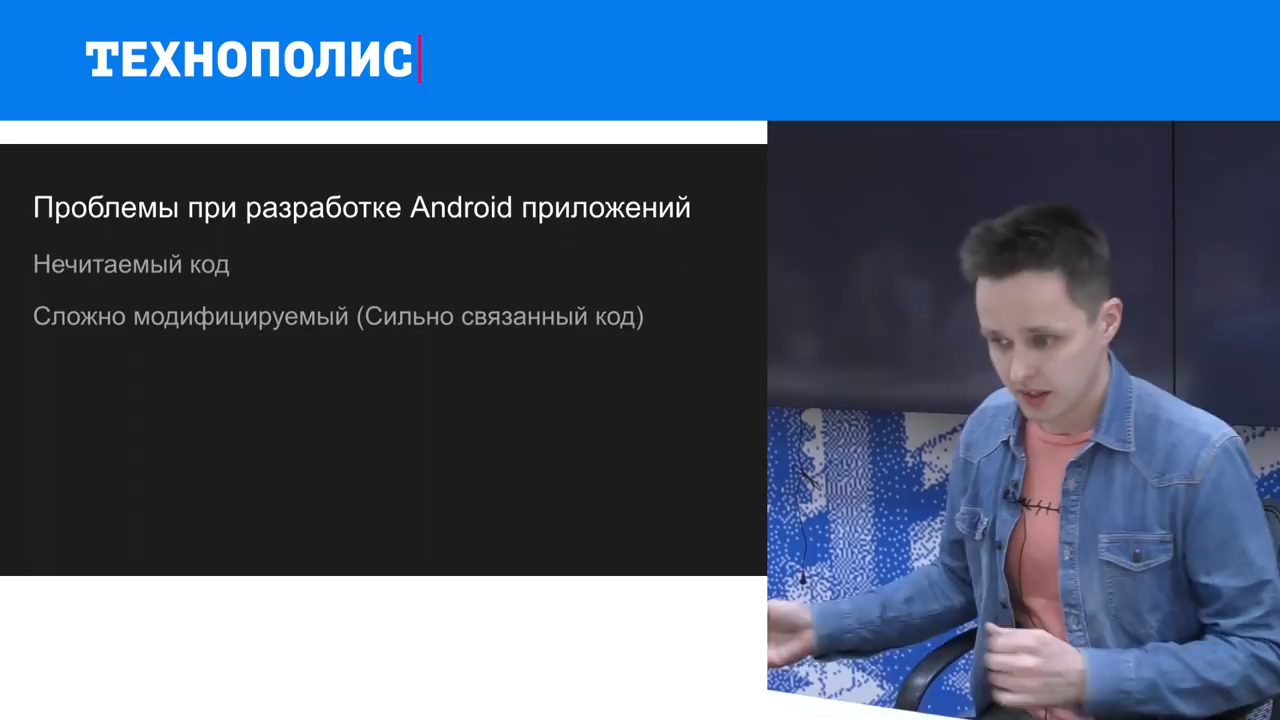 ТЕХНОПОЛИС
Проблемы при разработке Android приложений
Нечитаемый код
Сложно модифицируемый (Сильно связанный код)